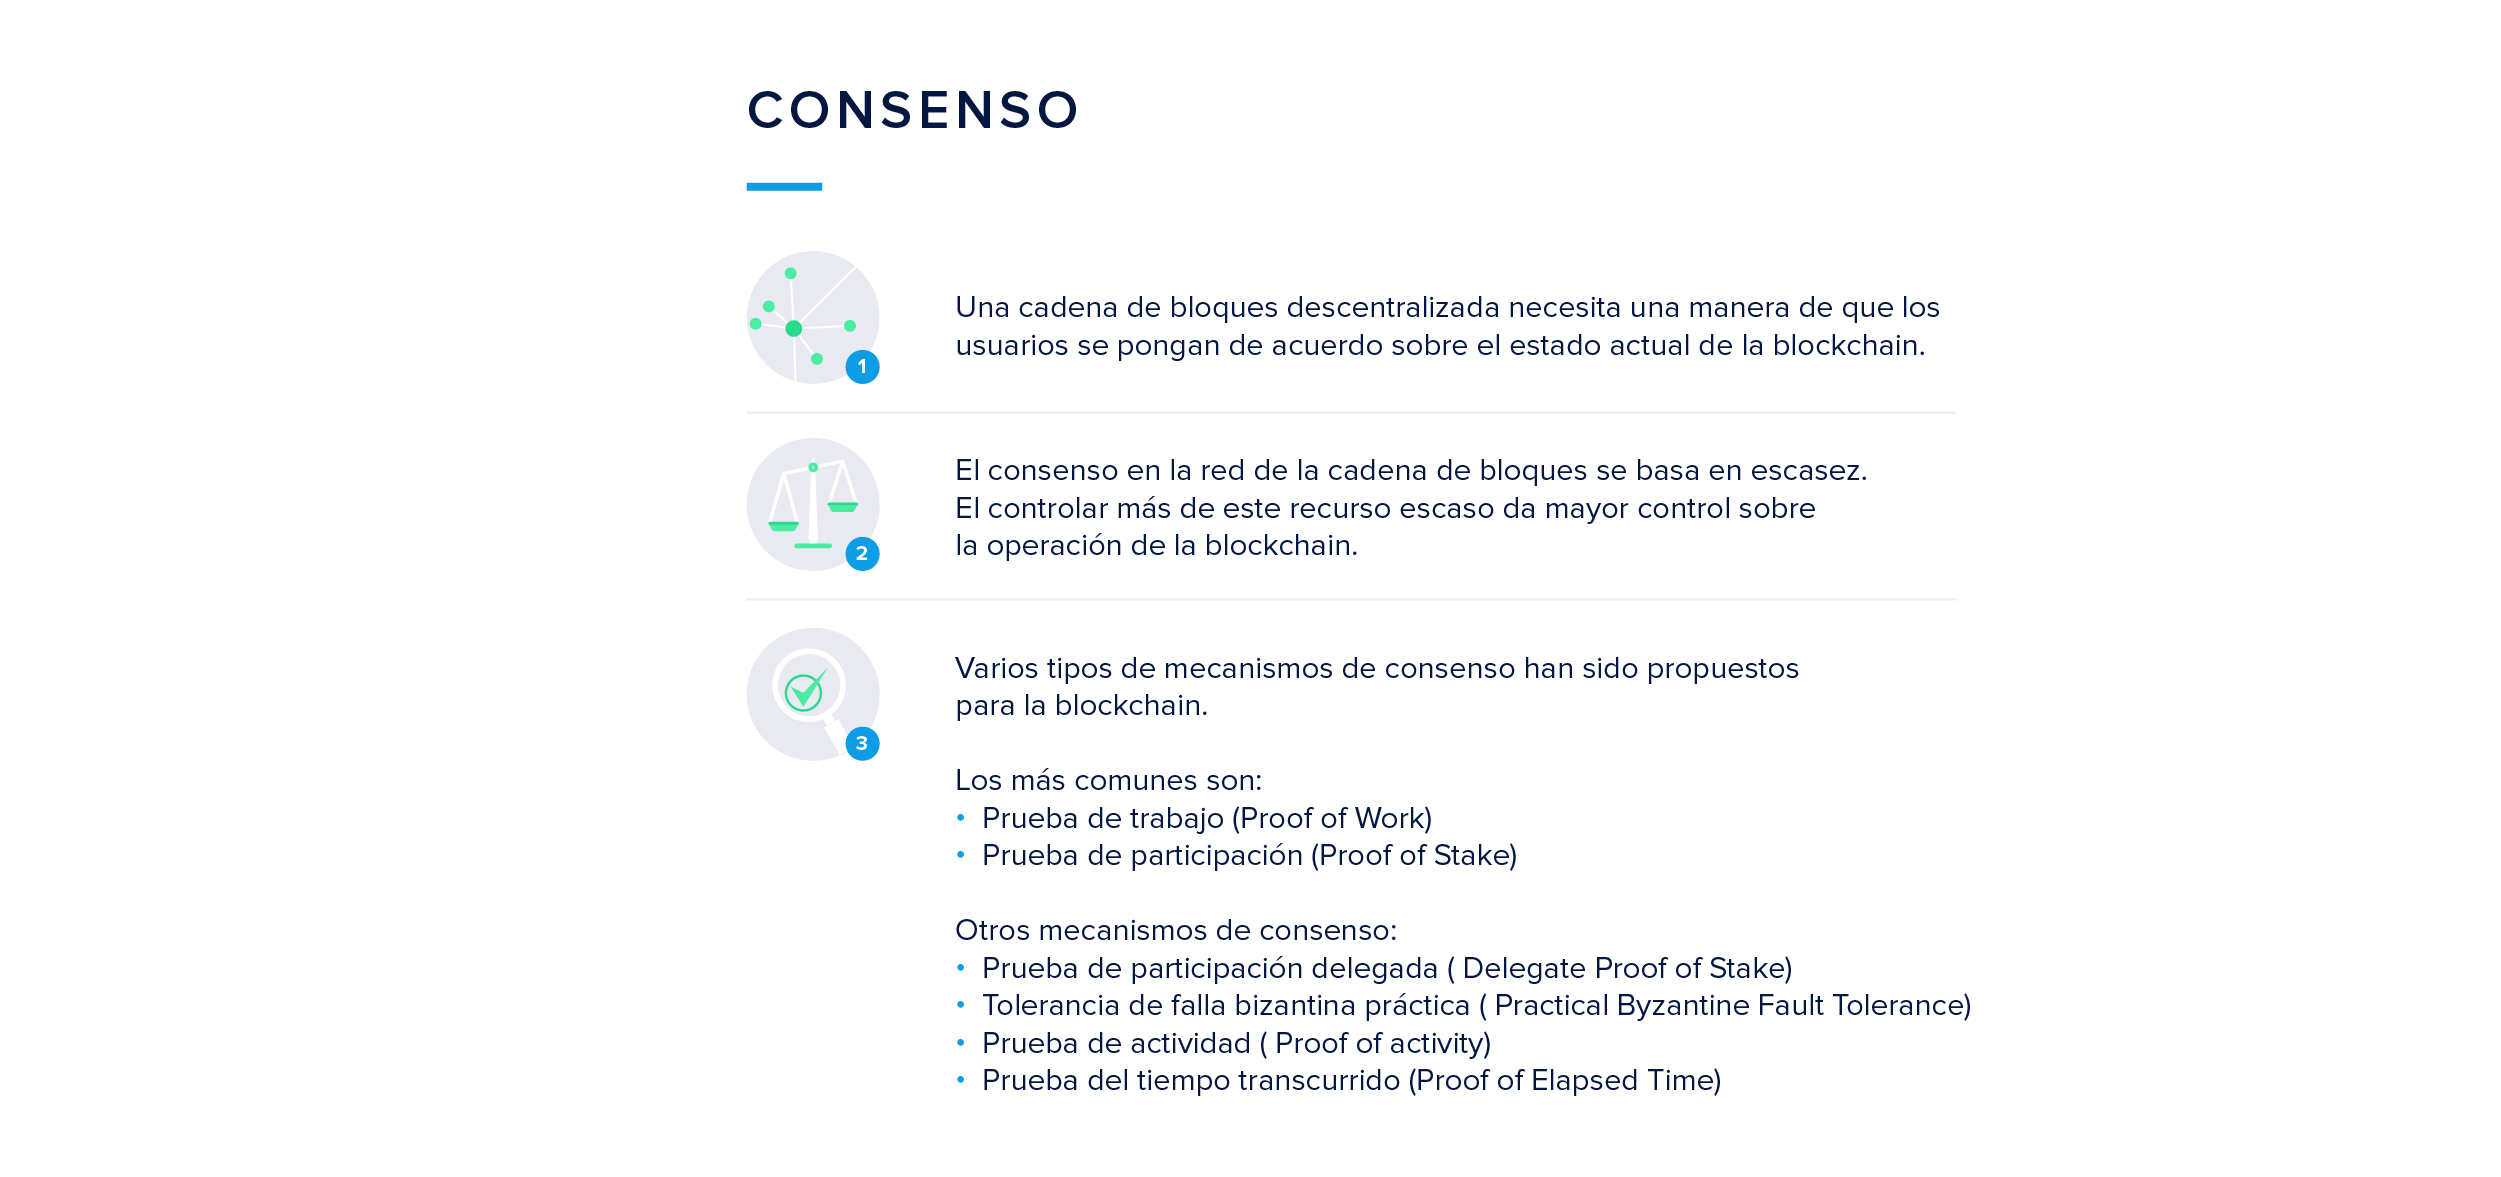 CONSENSO
1
Una cadena de bloques descentralizada necesita una manera de que los
usuarios se pongan de acuerdo sobre el estado actual de la blockchain.
2
El consenso en la red de la cadena de bloques se basa en escasez.
El controlar más de este recurso escaso da mayor control sobre
la operación de la blockchain.
3
Varios tipos de mecanismos de consenso han sido propuestos
para la blockchain.
Los más comunes son:
• Prueba de trabajo (Proof of Work)
• Prueba de participación (Proof of Stake)
Otros mecanismos de consenso:
• Prueba de participación delegada ( Delegate Proof of Stake)
• Tolerancia de falla bizantina práctica ( Practical Byzantine Fault Tolerance)
• Prueba de actividad ( Proof of activity)
• Prueba del tiempo transcurrido (Proof of Elapsed Time)